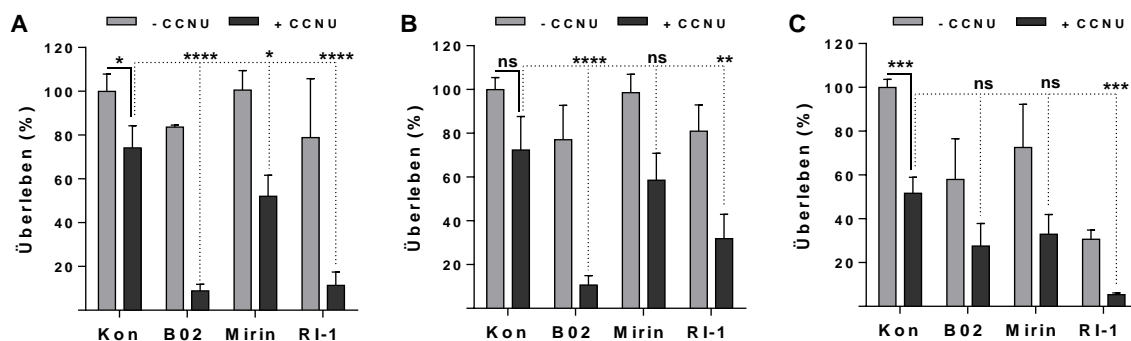 A
- CCNU + CCNU
Überleben (%)
120
100
80
60
40
20
* **** * ****
Kon B02 Mirin RI-1
B
- CCNU + CCNU
Überleben (%)
120
100
80
60
40
20
ns **** ns **
Kon B02 Mirin RI-1
C
- CCNU + CCNU
Überleben (%)
120
100
80
60
40
20
*** ns ns ***
Kon B02 Mirin RI-1